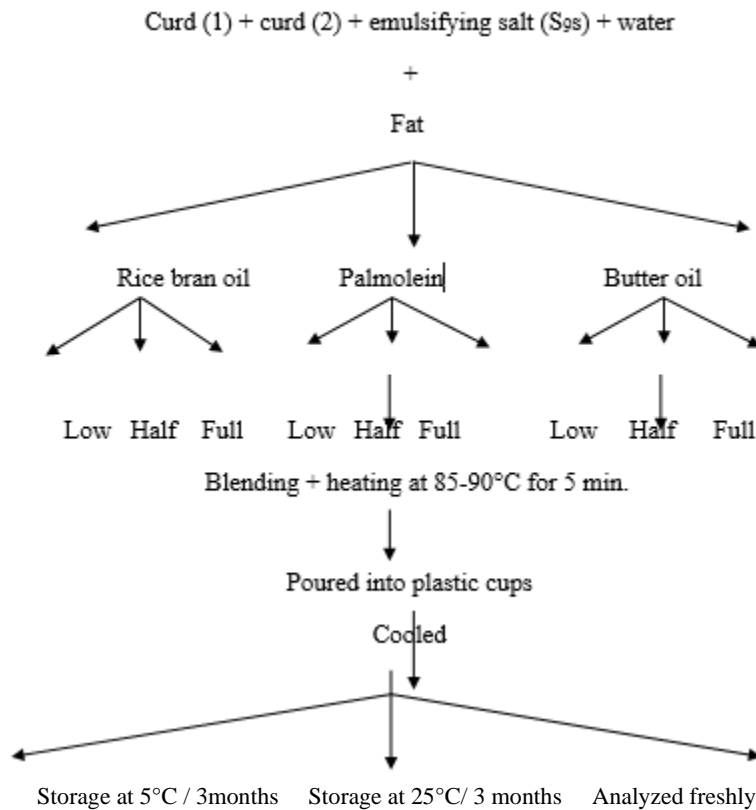 Curd (1) + curd (2) + emulsifying salt (S9s) + water
+
Fat
Rice bran oil Palmolein Butter oil
Low Half Full Low Half Full Low Half Full
Blending + heating at 85-90°C for 5 min.
Poured into plastic cups
Cooled
Storage at 5°C / 3months Storage at 25°C/ 3 months Analyzed freshly